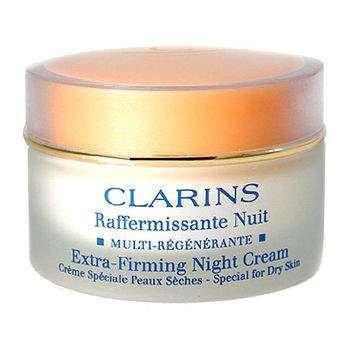 CLARINS
Raffermissante Nuit
MULTI-RÉGÉNÉRANTE
Extra-Firming Night Cream
Crème Spéciale Peaux Sèches - Special for Dry Skin